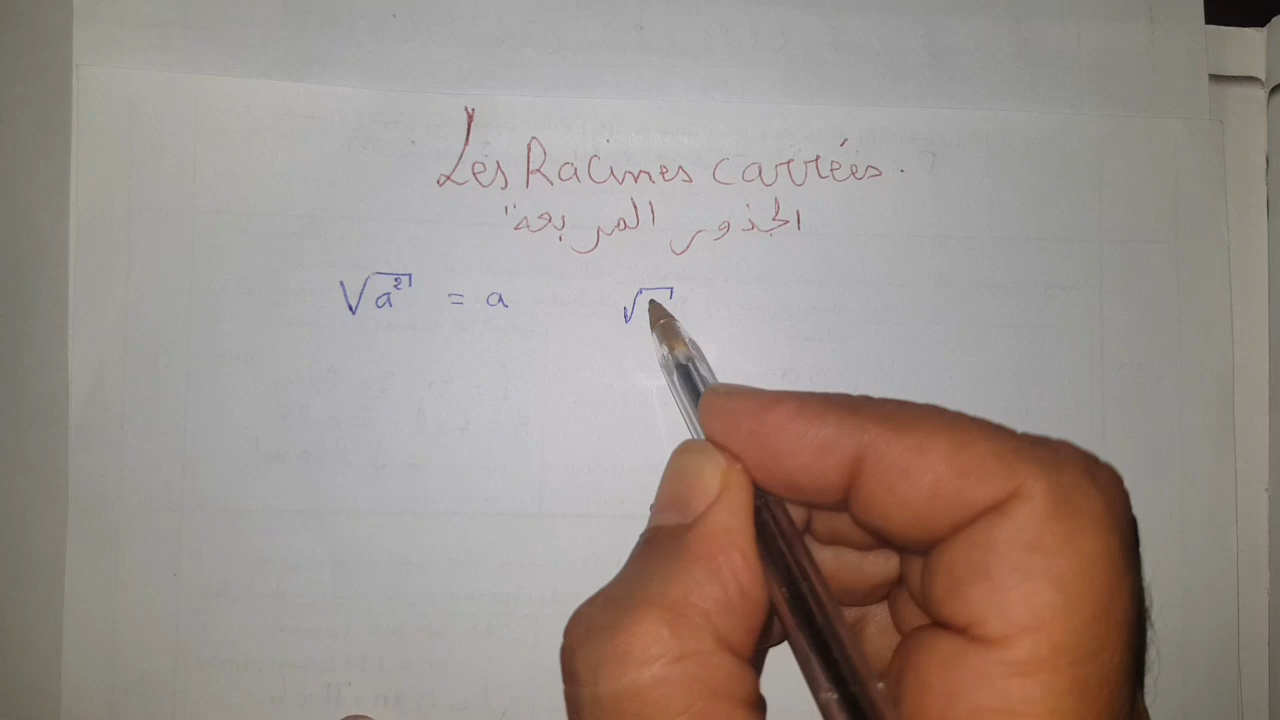 Les Racines carrées.
الجذور المربعة
√a² = a √